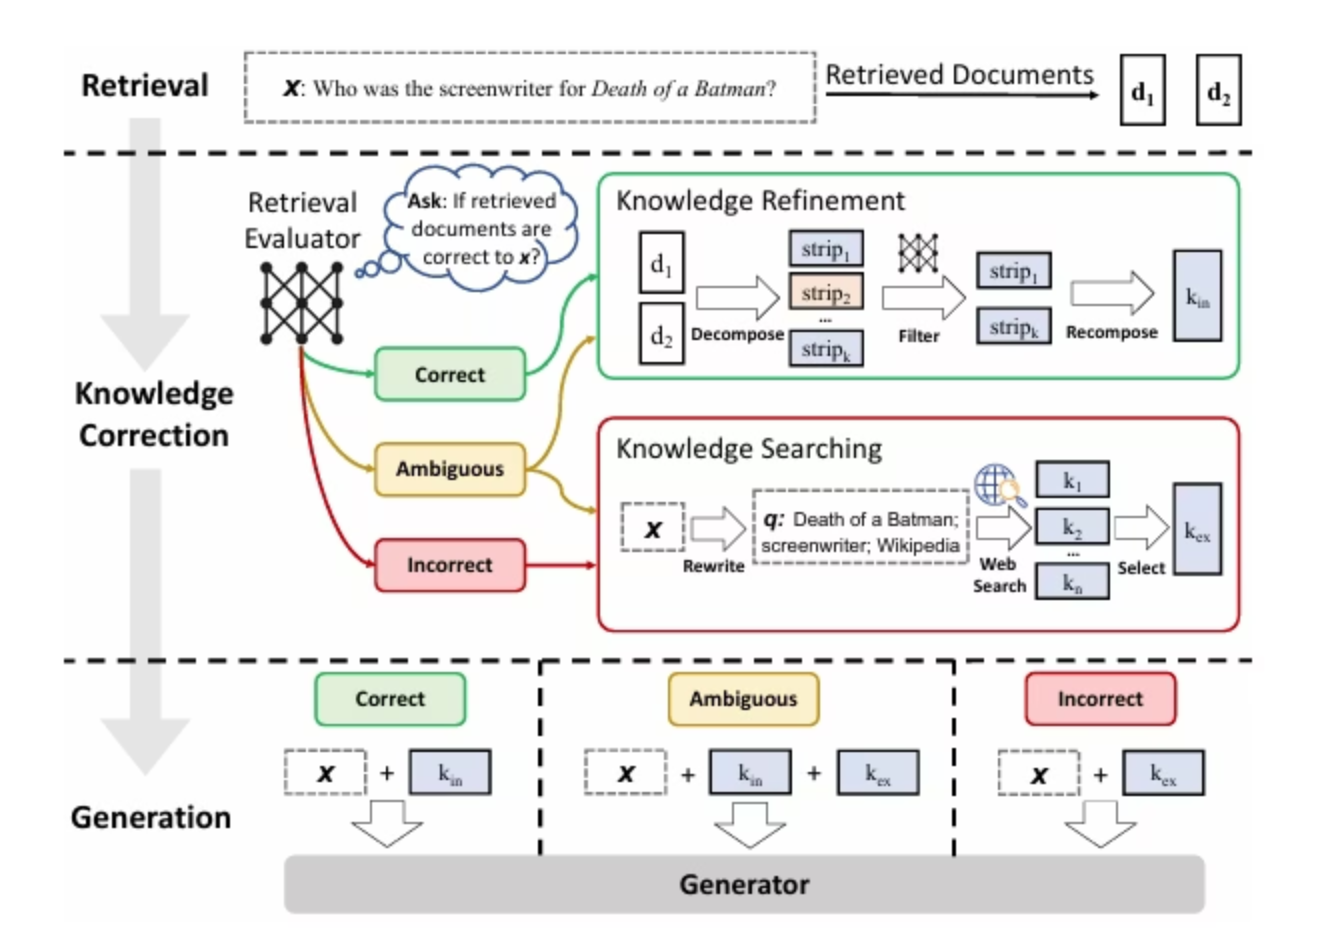 Retrieval
x: Who was the screenwriter for Death of a Batman?
Retrieved Documents
d1
d2
Retrieval
Evaluator
Ask: If retrieved
documents are
correct to x?
Knowledge
Correction
Correct
Ambiguous
Incorrect
Knowledge Refinement
d1
d2
Decompose
strip1
strip2
...
stripk
Filter
strip1
stripk
Recompose
kin
Knowledge Searching
x
Rewrite
q: Death of a Batman;
screenwriter; Wikipedia
Web
Search
k1
k2
...
kn
Select
kex
Generation
Correct
x + kin
Ambiguous
x + kin + kex
Incorrect
x + kex
Generator